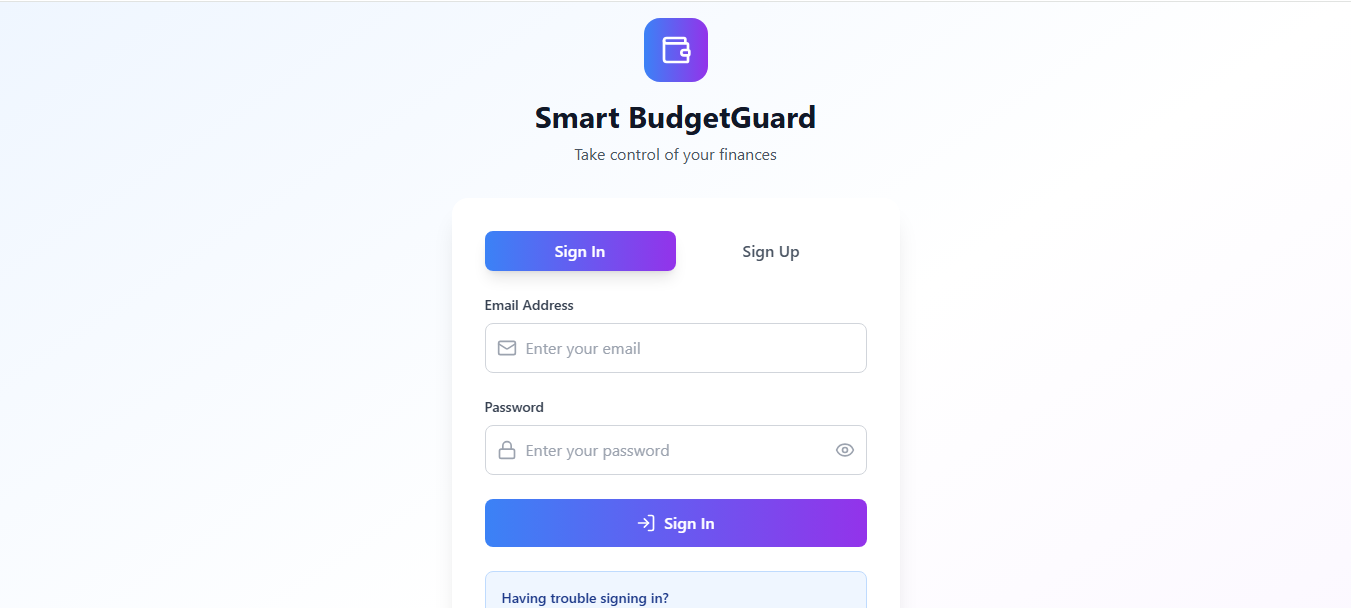 Smart BudgetGuard
Take control of your finances
Sign In
Sign Up
Email Address
Enter your email
Password
Enter your password
Sign In
Having trouble signing in?